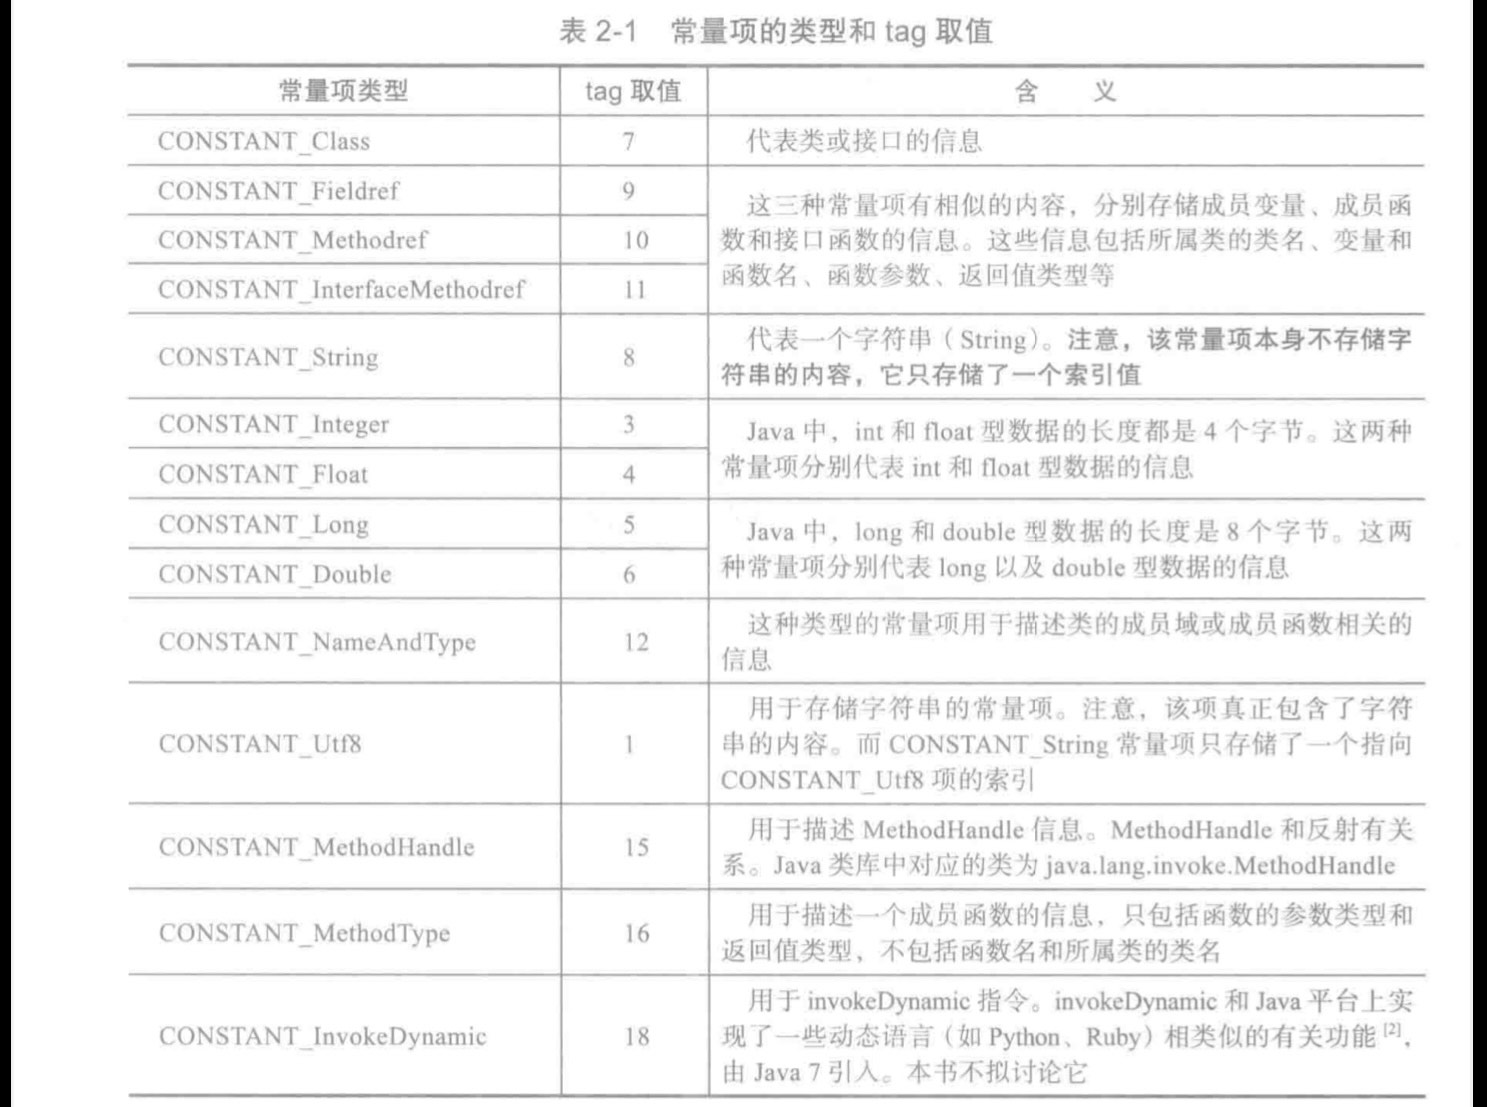 表 2-1 常量项的类型和 tag 取值
常量项类型 tag 取值 含 义
CONSTANT_Class 7 代表类或接口的信息
CONSTANT_Fieldref 9
CONSTANT_Methodref 10
CONSTANT_InterfaceMethodref 11
这三种常量项有相似的内容，分别存储成员变量、成员函
数和接口函数的信息。这些信息包括所属类的类名、变量和
函数名、函数参数、返回值类型等
CONSTANT_String 8
代表一个字符串（String）。注意，该常量项本身不存储字
符串的内容，它只存储了一个索引值
CONSTANT_Integer 3
CONSTANT_Float 4
Java 中，int 和 float 型数据的长度都是 4 个字节。这两种
常量项分别代表 int 和 float 型数据的信息
CONSTANT_Long 5
CONSTANT_Double 6
Java 中，long 和 double 型数据的长度是 8 个字节。这两
种常量项分别代表 long 以及 double 型数据的信息
CONSTANT_NameAndType 12
这种类型的常量项用于描述类的成员域或成员函数相关的
信息
CONSTANT_Utf8 1
用于存储字符串的常量项。注意，该项真正包含了字符
串的内容。而 CONSTANT_String 常量项只存储了一个指向
CONSTANT_Utf8 项的索引
CONSTANT_MethodHandle 15
用于描述 MethodHandle 信息。MethodHandle 和反射有关
系。Java 类库中对应的类为 java.lang.invoke.MethodHandle
CONSTANT_MethodType 16
用于描述一个成员函数的信息，只包括函数的参数类型和
返回值类型，不包括函数名和所属类的类名
CONSTANT_InvokeDynamic 18
用于 invokeDynamic 指令。invokeDynamic 和 Java 平台上实
现了一些动态语言（如 Python、Ruby）相类似的有关功能[2]，
由 Java 7 引入。本书不拟讨论它